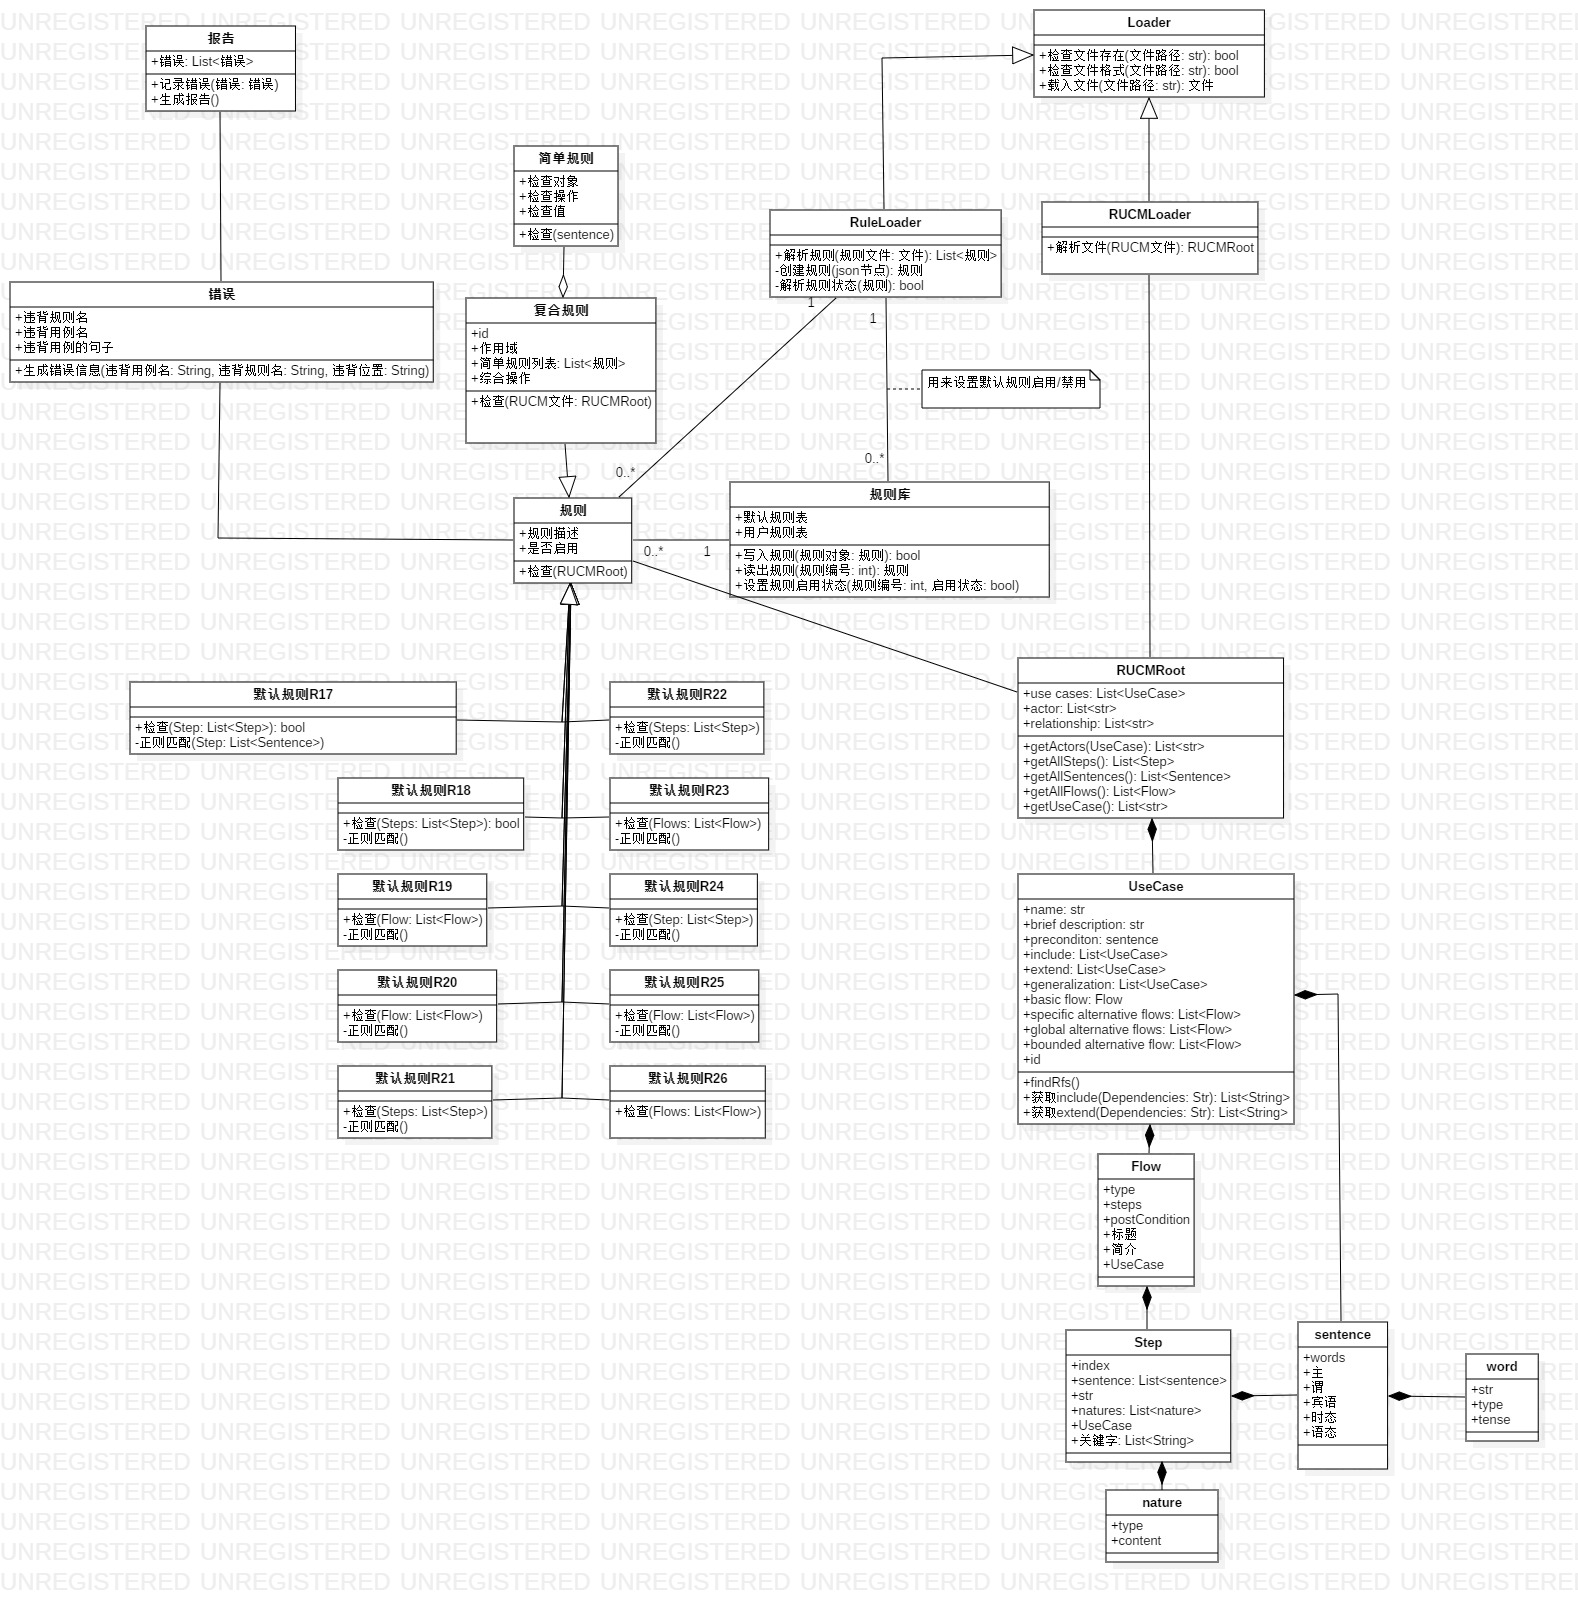 报告
+错误: List<错误>
+记录错误(错误: 错误)
+生成报告()
简单规则
+检查对象
+检查操作
+检查值
+检查(sentence)
Loader
+检查文件存在(文件路径: str): bool
+检查文件格式(文件路径: str): bool
+载入文件(文件路径: str): 文件
RuleLoader
+解析规则(规则文件: 文件): List<规则>
-创建规则(json节点): 规则
-解析规则状态(规则): bool
RUCMLoader
+解析文件(RUCM文件): RUCMRoot
错误
+违背规则名
+违背用例名
+违背用例的句子
+生成错误信息(违背用例名: String, 违背规则名: String, 违背位置: String)
复合规则
+id
+作用域
+简单规则列表: List<规则>
+综合操作
+检查(RUCM文件: RUCMRoot)
1
1
用来设置默认规则启用/禁用
0..*
0..*
规则
+规则描述
+是否启用
+检查(RUCMRoot)
0..*
1
规则库
+默认规则表
+用户规则表
+写入规则(规则对象: 规则): bool
+读出规则(规则编号: int): 规则
+设置规则启用状态(规则编号: int, 启用状态: bool)
默认规则R17
+检查(Step: List<Step>): bool
-正则匹配(Step: List<Sentence>)
默认规则R22
+检查(Steps: List<Step>)
-正则匹配()
默认规则R18
+检查(Steps: List<Step>): bool
-正则匹配()
默认规则R23
+检查(Flows: List<Flow>)
-正则匹配()
默认规则R19
+检查(Flow: List<Flow>)
-正则匹配()
默认规则R24
+检查(Step: List<Step>)
-正则匹配()
默认规则R20
+检查(Flow: List<Flow>)
-正则匹配()
默认规则R25
+检查(Flow: List<Flow>)
-正则匹配()
默认规则R21
+检查(Steps: List<Step>)
-正则匹配()
默认规则R26
+检查(Flows: List<Flow>)
RUCMRoot
+use cases: List<UseCase>
+actor: List<str>
+relationship: List<str>
+getActors(UseCase): List<str>
+getAllSteps(): List<Step>
+getAllSentences(): List<Sentence>
+getAllFlows(): List<Flow>
+getUseCase(): List<str>
UseCase
+name: str
+brief description: str
+preconditon: sentence
+include: List<UseCase>
+extend: List<UseCase>
+generalization: List<UseCase>
+basic flow: Flow
+specific alternative flows: List<Flow>
+global alternative flows: List<Flow>
+bounded alternative flow: List<Flow>
+id
+findRfs()
+获取include(Dependencies: Str): List<String>
+获取extend(Dependencies: Str): List<String>
Flow
+type
+steps
+postCondition
+标题
+简介
+UseCase
Step
+index
+sentence: List<sentence>
+str
+natures: List<nature>
+UseCase
+关键字: List<String>
sentence
+words
+主
+谓
+宾语
+时态
+语态
word
+str
+type
+tense
nature
+type
+content
UNREGISTERED